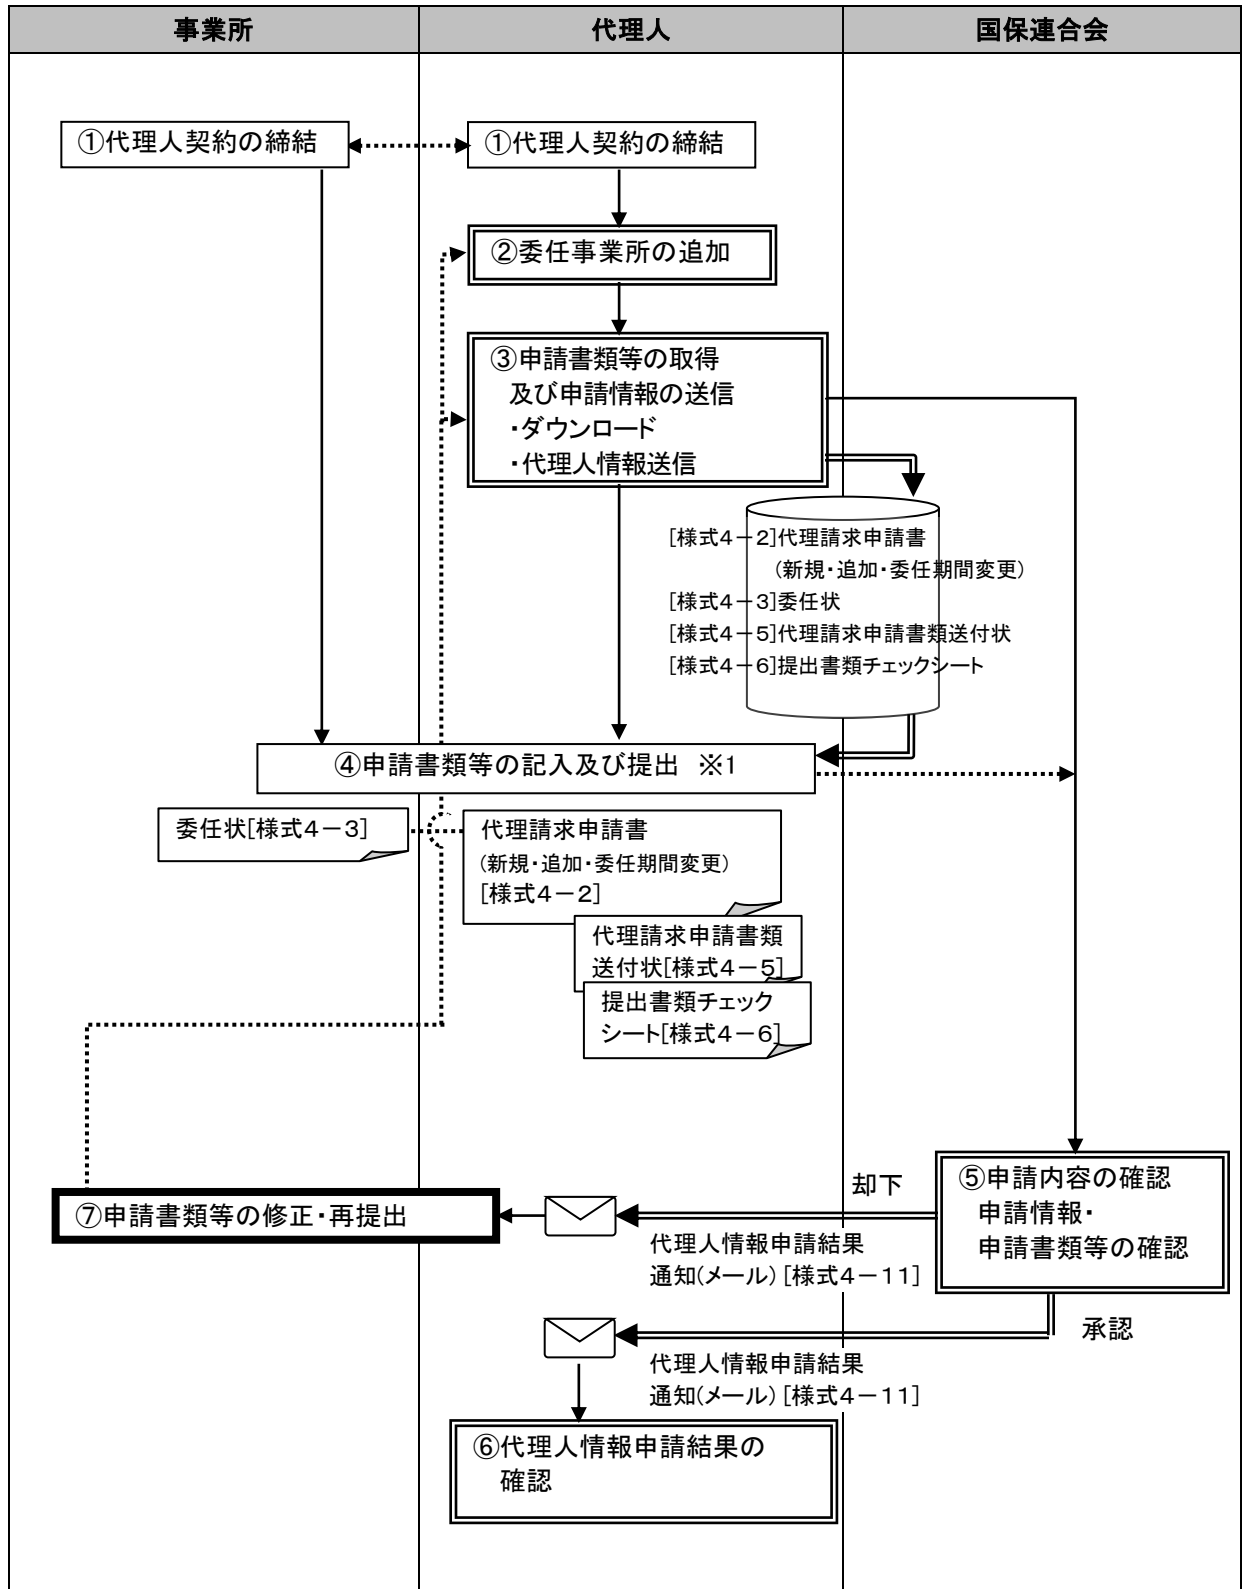 事業所
代理人
国保連合会
①代理人契約の締結
①代理人契約の締結
②委任事業所の追加
③申請書類等の取得
及び申請情報の送信
・ダウンロード
・代理人情報送信
[様式4－2]代理請求申請書
(新規・追加・委任期間変更)
[様式4－3]委任状
[様式4－5]代理請求申請書類送付状
[様式4－6]提出書類チェックシート
④申請書類等の記入及び提出 ※1
委任状[様式4－3]
代理請求申請書
(新規・追加・委任期間変更)
[様式4－2]
代理請求申請書類
送付状[様式4－5]
提出書類チェック
シート[様式4－6]
⑤申請内容の確認
申請情報・
申請書類等の確認
却下
⑦申請書類等の修正・再提出
代理人情報申請結果
通知(メール)[様式4－11]
承認
代理人情報申請結果
通知(メール)[様式4－11]
⑥代理人情報申請結果の
確認